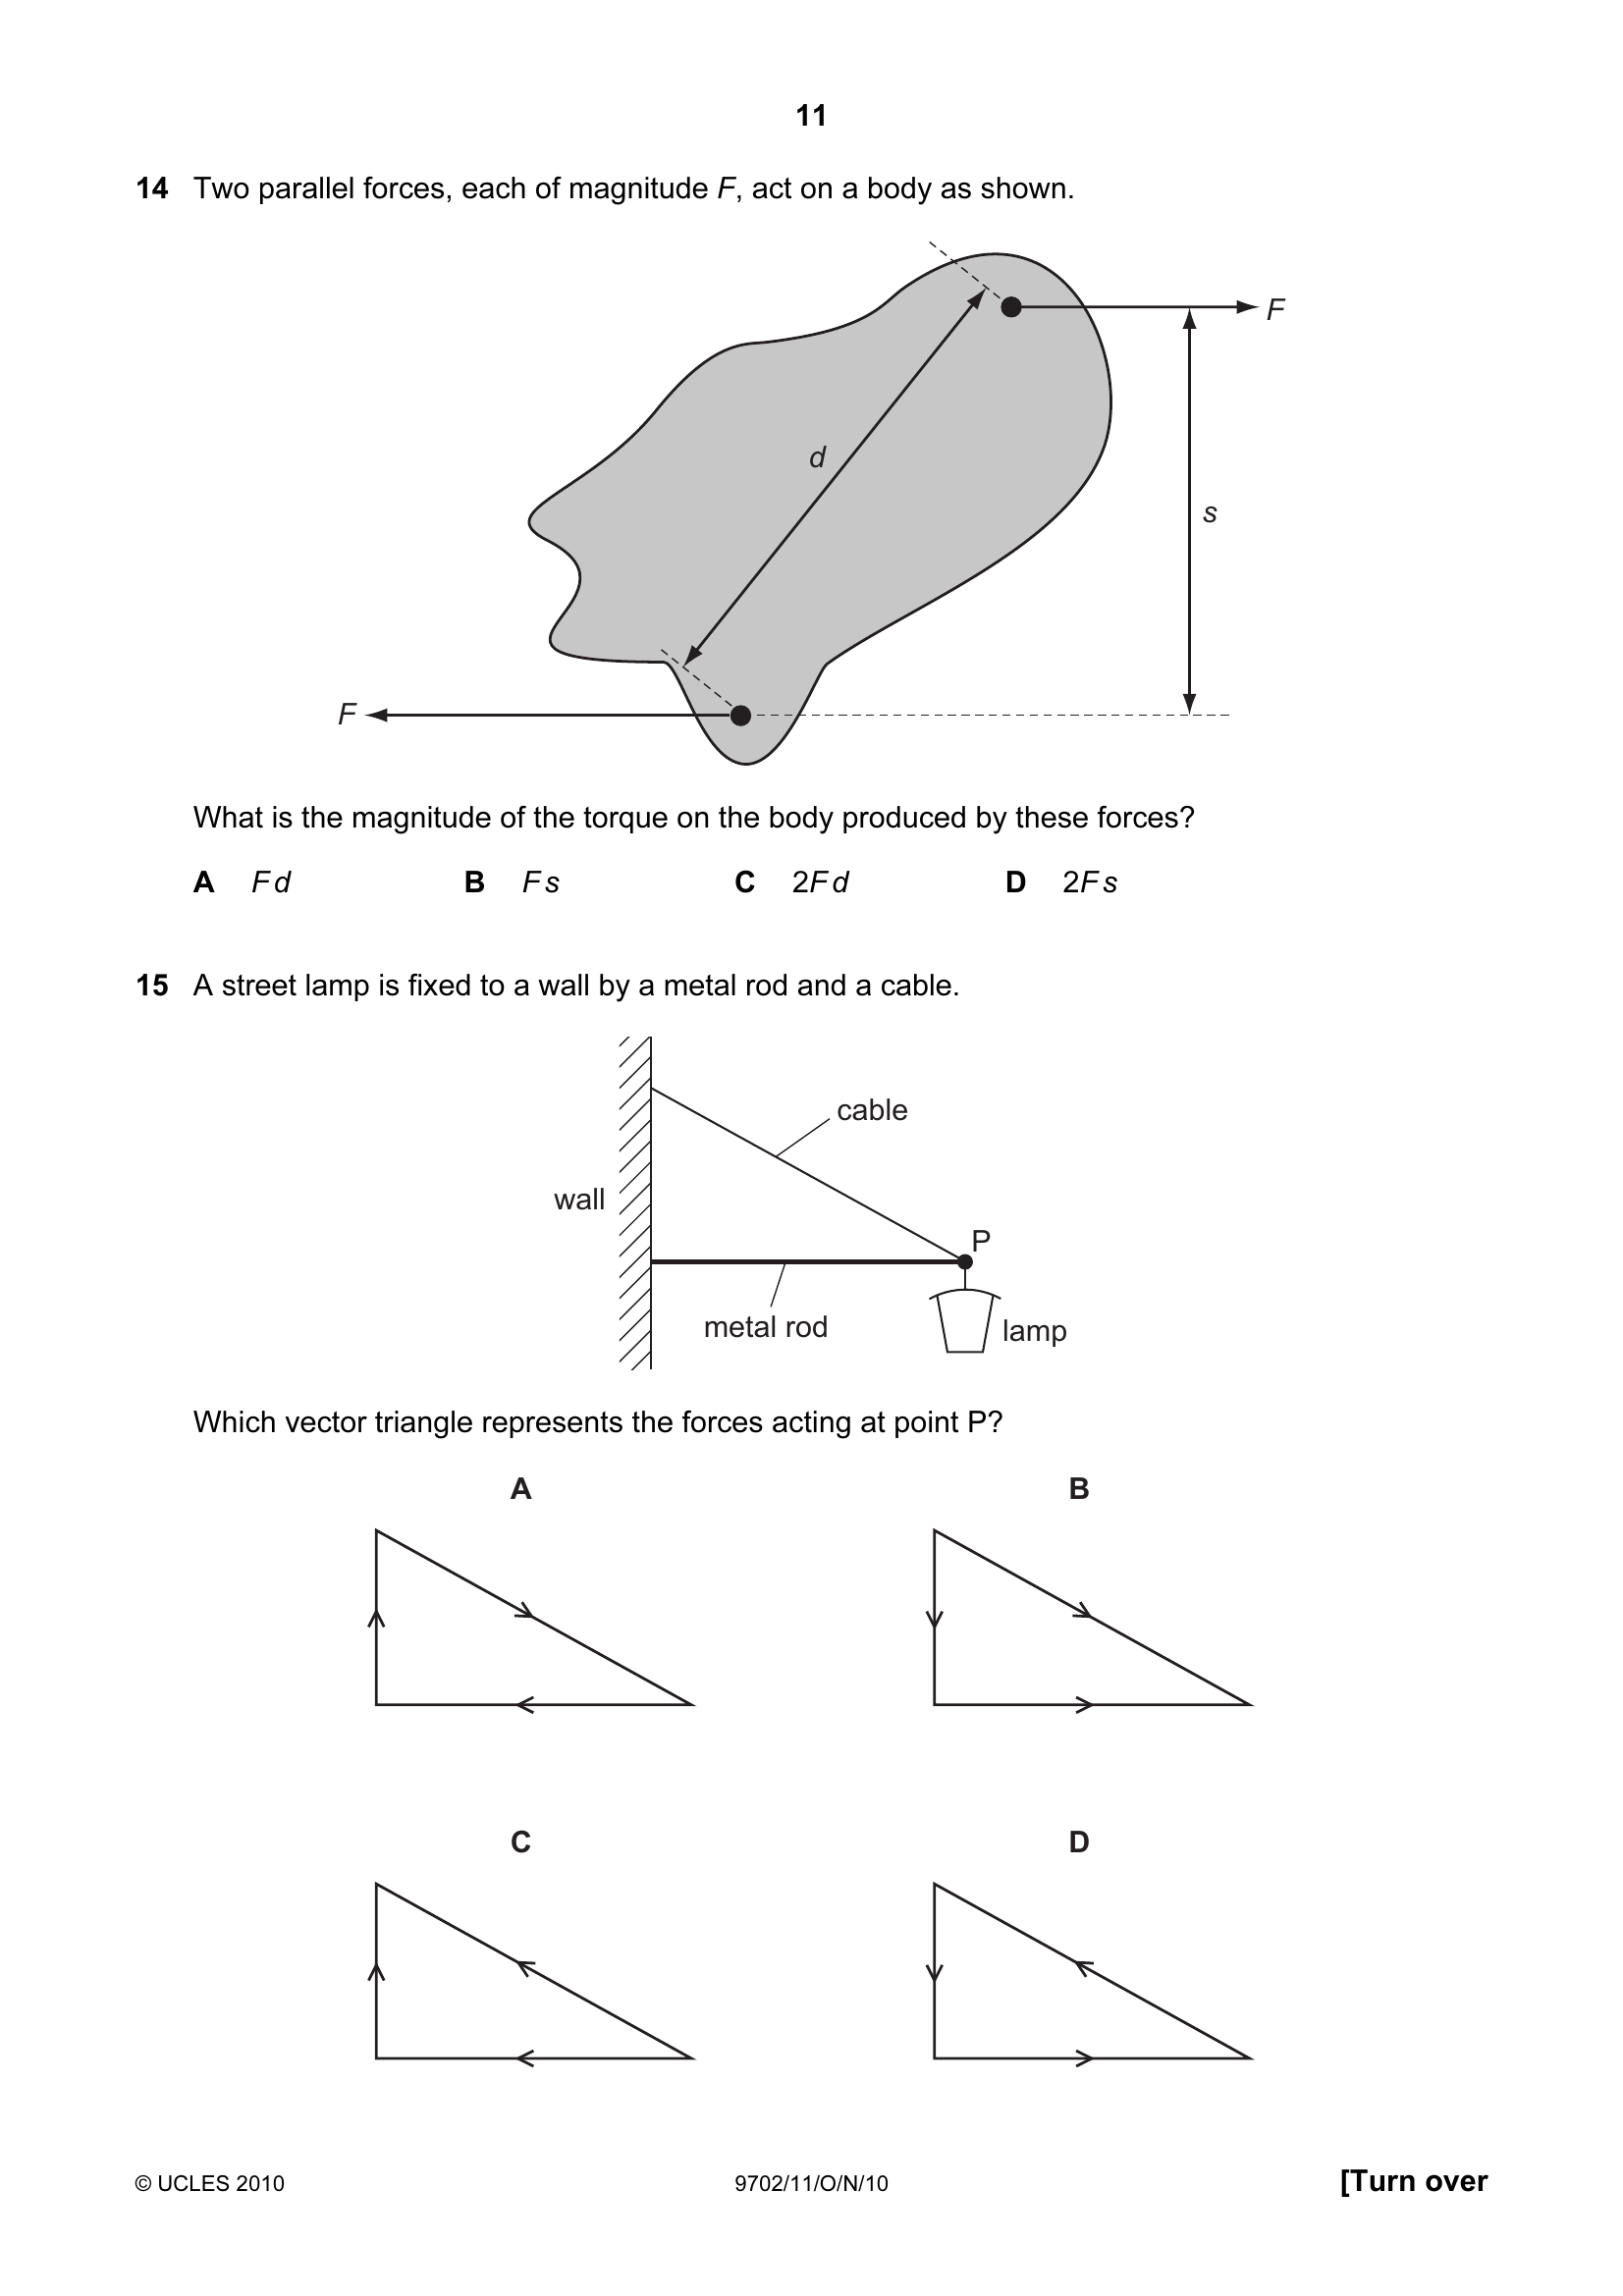 11
14 Two parallel forces, each of magnitude F, act on a body as shown.
F
d
s
F
What is the magnitude of the torque on the body produced by these forces?
A Fd B Fs C 2Fd D 2Fs
15 A street lamp is fixed to a wall by a metal rod and a cable.
cable
wall
P
metal rod
lamp
Which vector triangle represents the forces acting at point P?
A B
C D
© UCLES 2010 9702/11/O/N/10 [Turn over